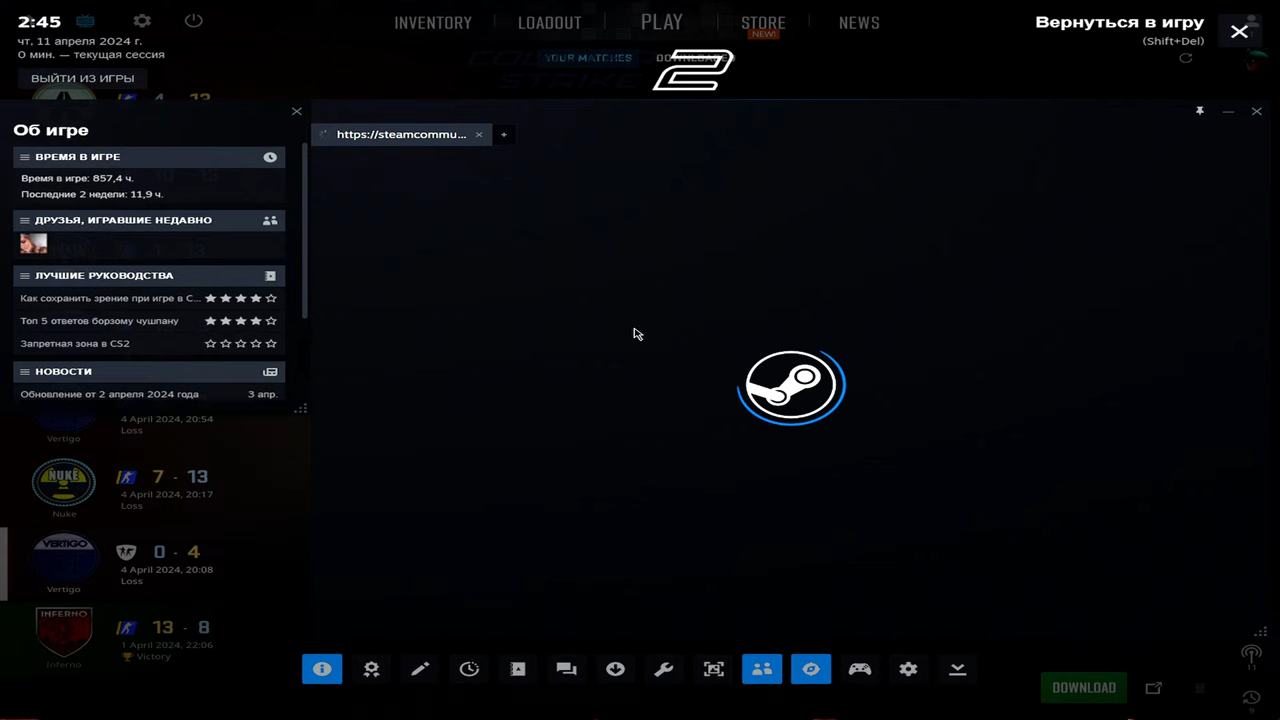 2:45
чт, 11 апреля 2024 г.
0 мин. — текущая сессия
ВЫЙТИ ИЗ ИГРЫ
INVENTORY
LOADOUT
PLAY
STORE
NEW!
NEWS
YOUR MATCHES
DOWNLOADED
2
Вернуться в игру
(Shift+Del)
4 13
Об игре
https://steamcommu...
ВРЕМЯ В ИГРЕ
Время в игре: 857,4 ч.
Последние 2 недели: 11,9 ч.
ДРУЗЬЯ, ИГРАВШИЕ НЕДАВНО
ЛУЧШИЕ РУКОВОДСТВА
Как сохранить зрение при игре в C...
Топ 5 ответов борзому чушпану
Запретная зона в CS2
НОВОСТИ
Обновление от 2 апреля 2024 года 3 апр.
4 April 2024, 20:54
Loss
Vertigo
NUKE
7 - 13
4 April 2024, 20:17
Loss
Nuke
VERTIGO
0 - 4
4 April 2024, 20:08
Loss
Vertigo
INFERNO
13 - 8
1 April 2024, 22:06
Victory
Inferno
DOWNLOAD
11